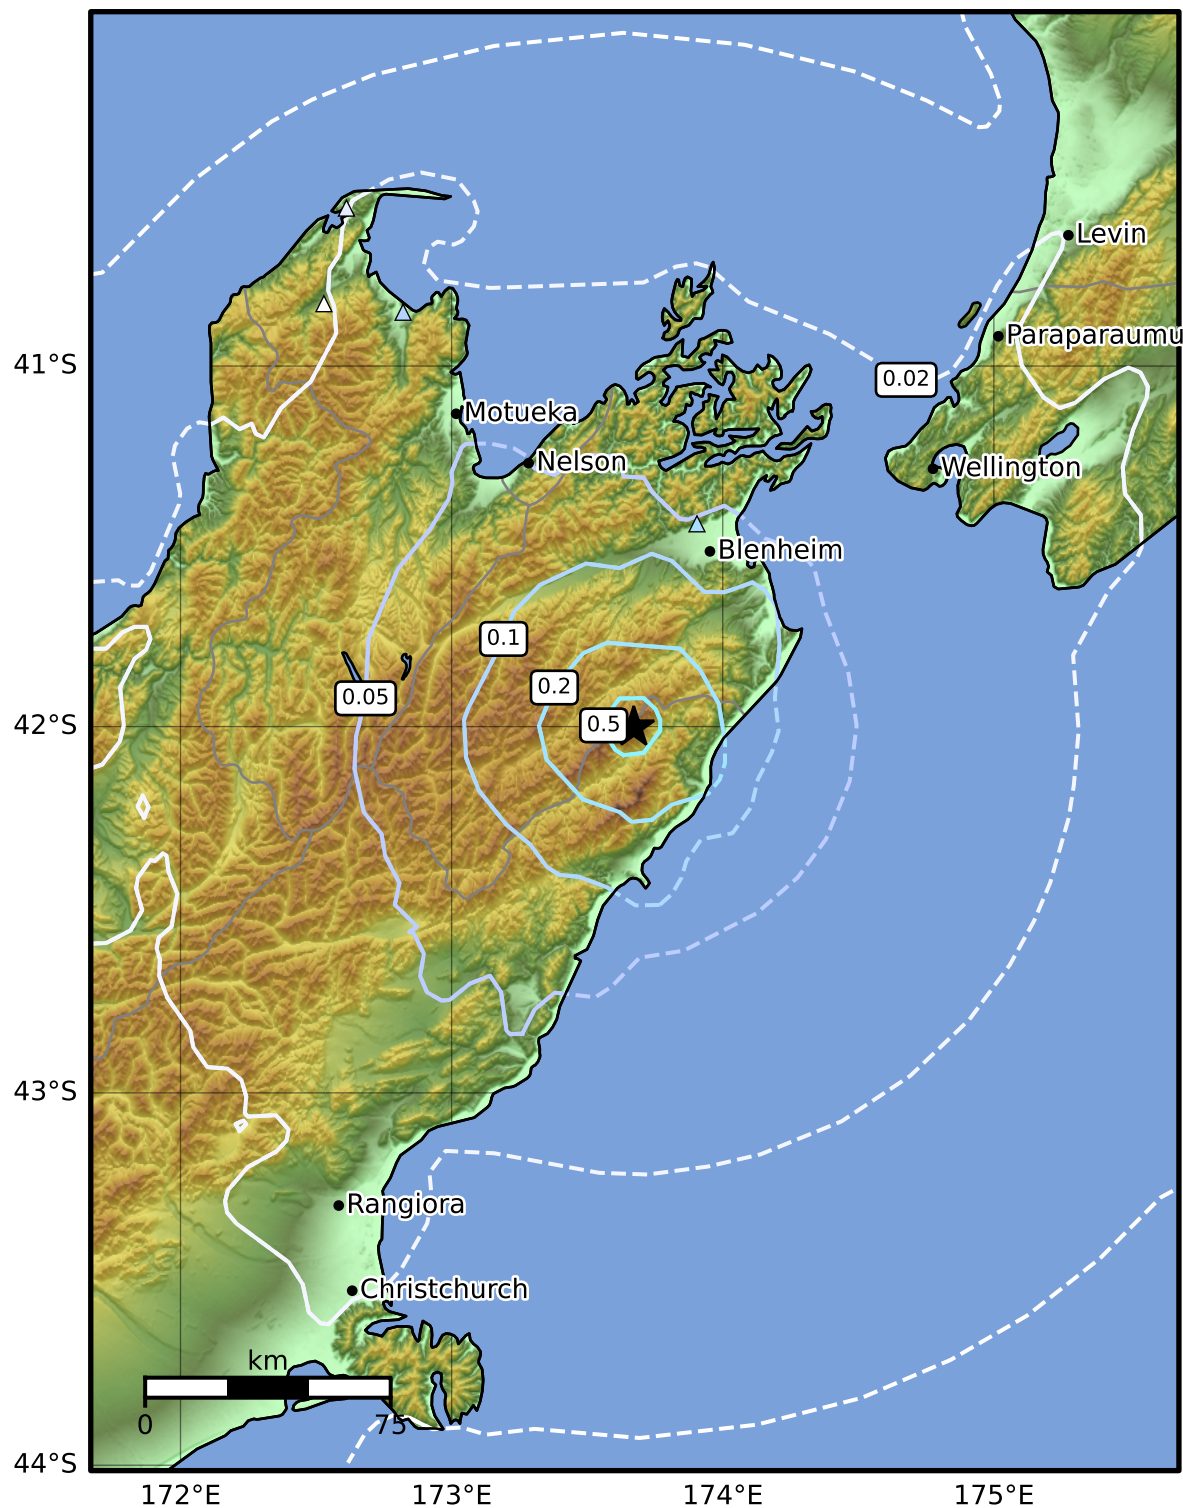 Levin
Paraparaumu
41°S
0.02
Motueka
Nelson
Wellington
Blenheim
0.1
0.2
0.05
0.5
42°S
43°S
Rangiora
Christchurch
km
0
75
44°S
172°E
173°E
174°E
175°E